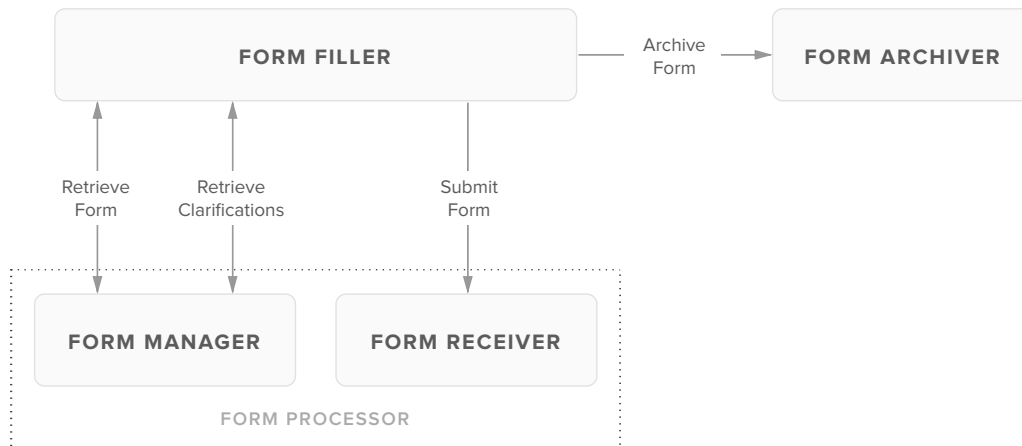 FORM FILLER
Archive
Form
FORM ARCHIVER
Retrieve
Form
Retrieve
Clarifications
Submit
Form
FORM MANAGER
FORM RECEIVER
FORM PROCESSOR